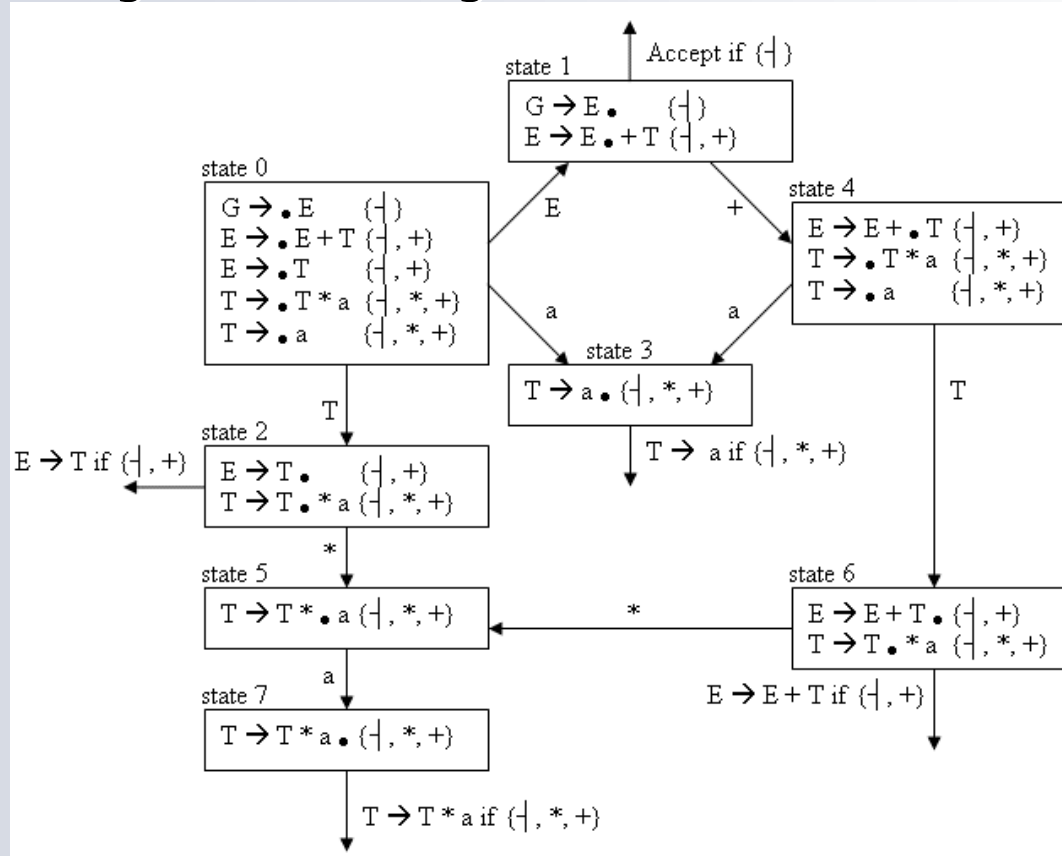 Accept if {⊣}
state 1
G → E •     {⊣}
E → E • + T {⊣, +}
state 0
G → • E     {⊣}
E → • E + T {⊣, +}
E → • T     {⊣, +}
T → • T * a {⊣, *, +}
T → • a     {⊣, *, +}
E
+
state 4
E → E + • T {⊣, +}
T → • T * a {⊣, *, +}
T → • a     {⊣, *, +}
a
a
state 3
T → a • {⊣, *, +}
T → a if {⊣, *, +}
T
T
state 2
E → T •     {⊣, +}
T → T • * a {⊣, *, +}
E → T if {⊣, +}
*
state 5
T → T * • a {⊣, *, +}
*
state 6
E → E + T • {⊣, +}
T → T • * a {⊣, *, +}
E → E + T if {⊣, +}
a
state 7
T → T * a • {⊣, *, +}
T → T * a if {⊣, *, +}